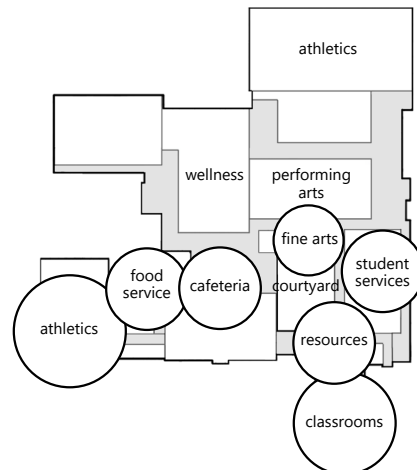 athletics
wellness
performing
arts
fine arts
student
services
food
service
cafeteria
courtyard
athletics
resources
classrooms